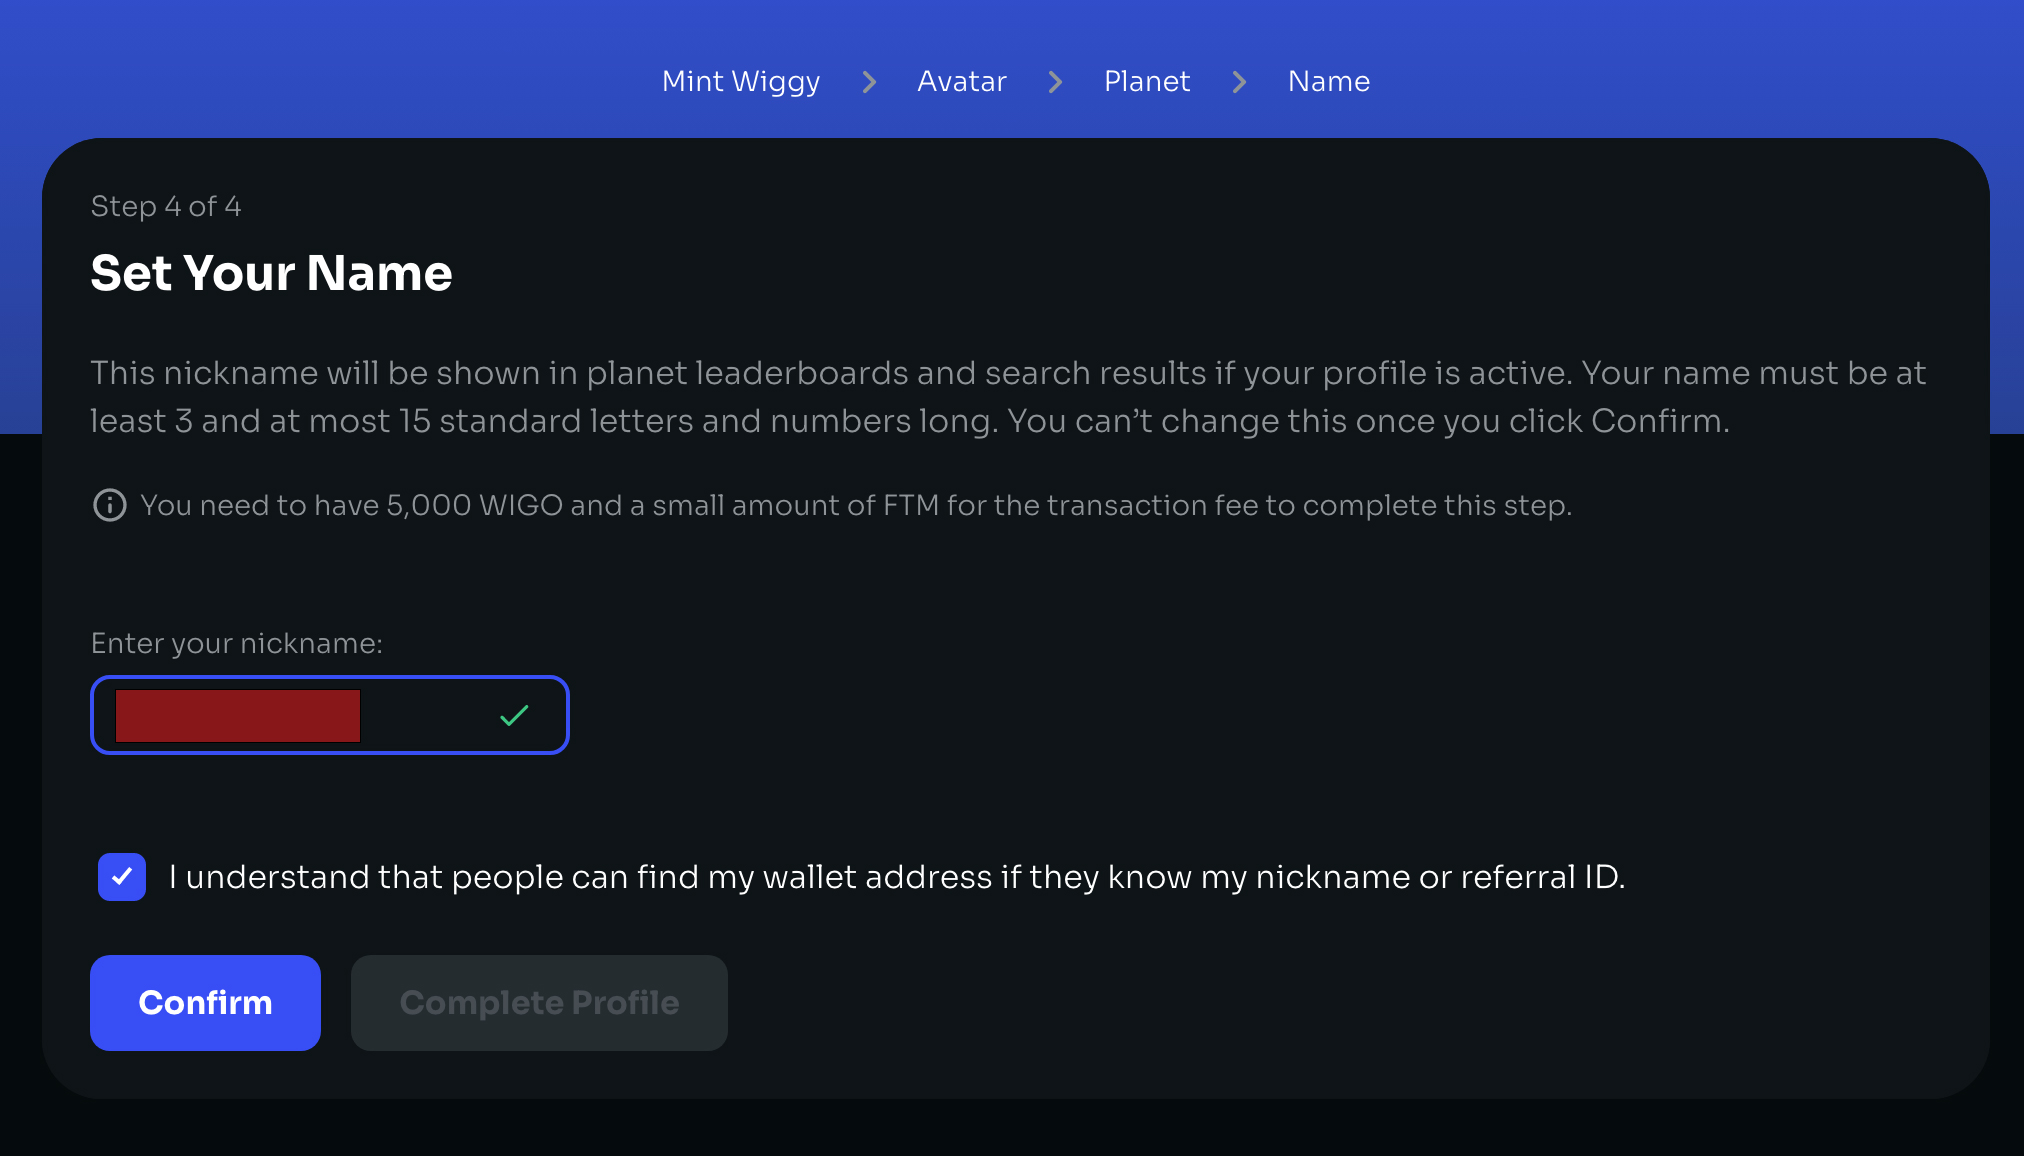 Mint Wiggy > Avatar > Planet > Name
Step 4 of 4
Set Your Name
This nickname will be shown in planet leaderboards and search results if your profile is active. Your name must be at
least 3 and at most 15 standard letters and numbers long. You can’t change this once you click Confirm.
You need to have 5,000 WIGO and a small amount of FTM for the transaction fee to complete this step.
Enter your nickname:
I understand that people can find my wallet address if they know my nickname or referral ID.
Confirm Complete Profile